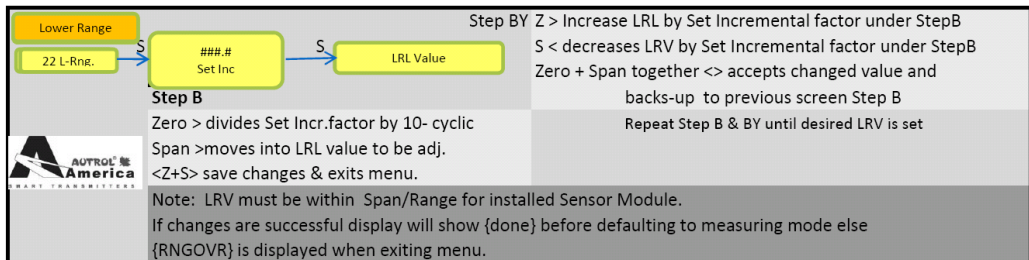 Lower Range
22 L-Rng.
S
###.#
Set Inc
S
LRL Value
Step B
Zero > divides Set Incr.factor by 10- cyclic
Span >moves into LRL value to be adj.
<Z+S> save changes & exits menu.
Step BY Z > Increase LRL by Set Incremental factor under StepB
S < decreases LRV by Set Incremental factor under StepB
Zero + Span together <> accepts changed value and
backs-up to previous screen Step B
Repeat Step B & BY until desired LRV is set
AUTROL
America
SMART TRANSMITTERS
Note: LRV must be within Span/Range for installed Sensor Module.
If changes are successful display will show {done} before defaulting to measuring mode else
{RNGOVR} is displayed when exiting menu.